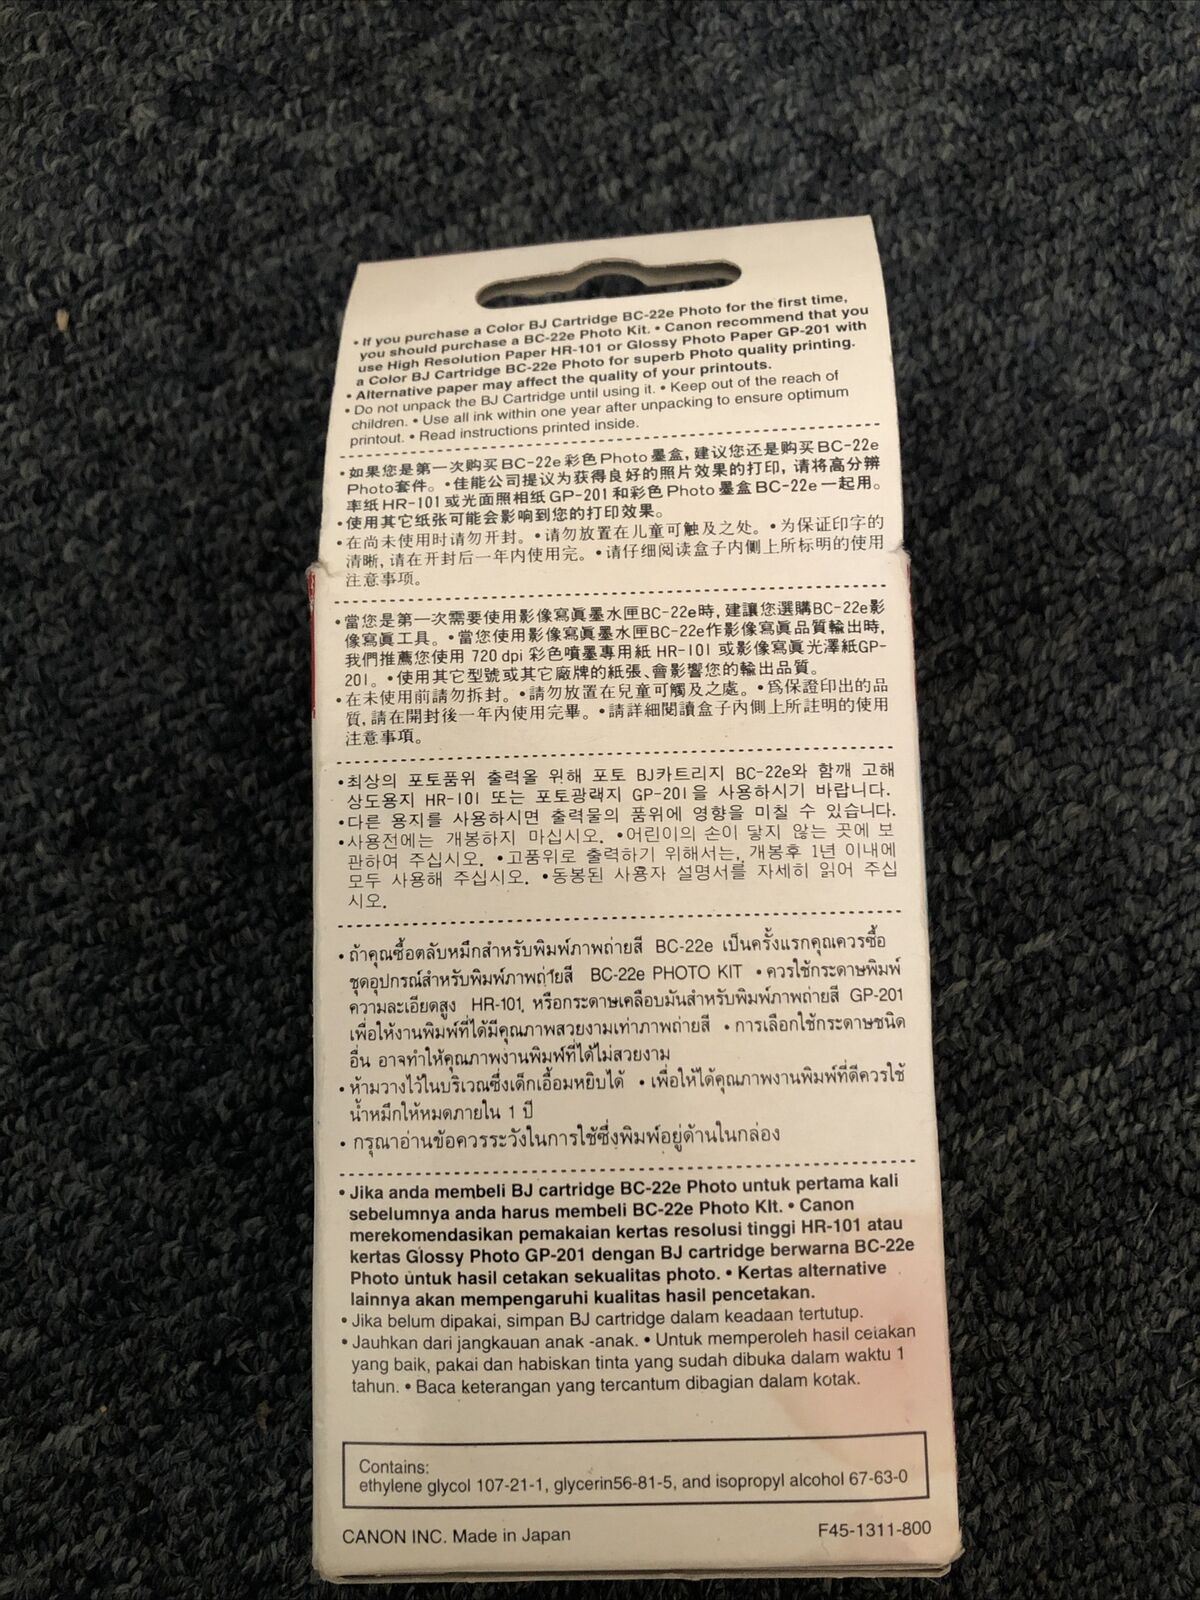 • If you purchase a Color BJ Cartridge BC-22e Photo for the first time,
you should purchase a BC-22e Photo Kit. • Canon recommend that you
use High Resolution Paper HR-101 or Glossy Photo Paper GP-201 with
a Color BJ Cartridge BC-22e Photo for superb Photo quality printing.
• Alternative paper may affect the quality of your printouts.
• Do not unpack the BJ Cartridge until using it. • Keep out of the reach of
children. • Use all ink within one year after unpacking to ensure optimum
printout. • Read instructions printed inside.
• 如果您是第一次购买BC-22e彩色Photo墨盒, 建议您还是购买BC-22e
Photo套件。 • 佳能公司提议为获得良好的照片效果的打印, 请将高分辨
率纸HR-101或光面照相纸GP-201和彩色Photo墨盒BC-22e一起用。
• 使用其它纸张可能会影响到您的打印效果。
• 在尚未使用时请勿开封。 • 请勿放置在儿童可触及之处。 • 为保证印字的
清晰, 请在开封后一年内使用完。 • 请仔细阅读盒子内侧上所标明的使用
注意事项。
• 當您是第一次需要使用影像寫眞墨水匣BC-22e時, 建讓您選購BC-22e影
像寫眞工具。 • 當您使用影像寫眞墨水匣BC-22e作影像寫眞品質輸出時,
我們推薦您使用 720 dpi 彩色噴墨專用紙 HR-101 或影像寫眞光澤紙GP-
201。 • 使用其它型號或其它廠牌的紙張、會影響您的輸出品質。
• 在未使用前請勿拆封。 • 請勿放置在兒童可觸及之處。 • 爲保證印出的品
質, 請在開封後一年內使用完畢。 • 請詳細閱讀盒子內側上所註明的使用
注意事項。
• 최상의 포토품위 출력을 위해 포토 BJ카트리지 BC-22e와 함께 고해
상도용지 HR-101 또는 포토광택지 GP-201을 사용하시기 바랍니다.
• 다른 용지를 사용하시면 출력물의 품위에 영향을 미칠 수 있습니다.
• 사용전에는 개봉하지 마십시오. • 어린이의 손이 닿지 않는 곳에 보
관하여 주십시오. • 고품위로 출력하기 위해서는, 개봉후 1년 이내에
모두 사용해 주십시오. • 동봉된 사용자 설명서를 자세히 읽어 주십
시오.
• ถ้าคุณซื้อตลับหมึกสำหรับพิมพ์ภาพถ่ายสี BC-22e เป็นครั้งแรกคุณควรซื้อ
ชุดอุปกรณ์สำหรับพิมพ์ภาพถ่ายสี BC-22e PHOTO KIT • ควรใช้กระดาษพิมพ์
ความละเอียดสูง HR-101, หรือกระดาษเคลือบมันสำหรับพิมพ์ภาพถ่ายสี GP-201
เพื่อให้งานพิมพ์ที่ได้มีคุณภาพสวยงามเท่าภาพถ่ายสี • การเลือกใช้กระดาษชนิด
อื่น อาจทำให้คุณภาพงานพิมพ์ที่ได้ไม่สวยงาม
• ห้ามวางไว้ในบริเวณซึ่งเด็กเอื้อมหยิบได้ • เพื่อให้ได้คุณภาพงานพิมพ์ที่ดีควรใช้
น้ำหมึกให้หมดภายใน 1 ปี
• กรุณาอ่านข้อควรระวังในการใช้ซึ่งพิมพ์อยู่ด้านในกล่อง
• Jika anda membeli BJ cartridge BC-22e Photo untuk pertama kali
sebelumnya anda harus membeli BC-22e Photo KIt. • Canon
merekomendasikan pemakaian kertas resolusi tinggi HR-101 atau
kertas Glossy Photo GP-201 dengan BJ cartridge berwarna BC-22e
Photo untuk hasil cetakan sekualitas photo. • Kertas alternative
lainnya akan mempengaruhi kualitas hasil pencetakan.
• Jika belum dipakai, simpan BJ cartridge dalam keadaan tertutup.
• Jauhkan dari jangkauan anak -anak. • Untuk memperoleh hasil cetakan
yang baik, pakai dan habiskan tinta yang sudah dibuka dalam waktu 1
tahun. • Baca keterangan yang tercantum dibagian dalam kotak.
Contains:
ethylene glycol 107-21-1, glycerin56-81-5, and isopropyl alcohol 67-63-0
CANON INC. Made in Japan
F45-1311-800